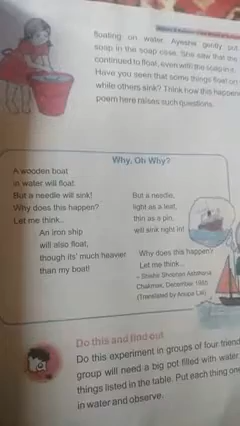 floating on water. Ayesha gently put
soap in the soap case. She saw that the
continued to float, even with the soap in it.
Have you seen that some things float on
while others sink? Think how this happens
poem here raises such questions.
Why, Oh Why?
A wooden boat
in water will float.
But a needle will sink!
Why does this happen?
Let me think..
An iron ship
will also float,
though its' much heavier
than my boat!
But a needle,
light as a leaf,
thin as a pin,
will sink right in!
Why does this happen?
Let me think...
– Shishir Shobhan Asthana
Chakmak, December 1985
(Translated by Anupa Lal)
Do this and find out
Do this experiment in groups of four friend
group will need a big pot filled with water
things listed in the table. Put each thing one
in water and observe.